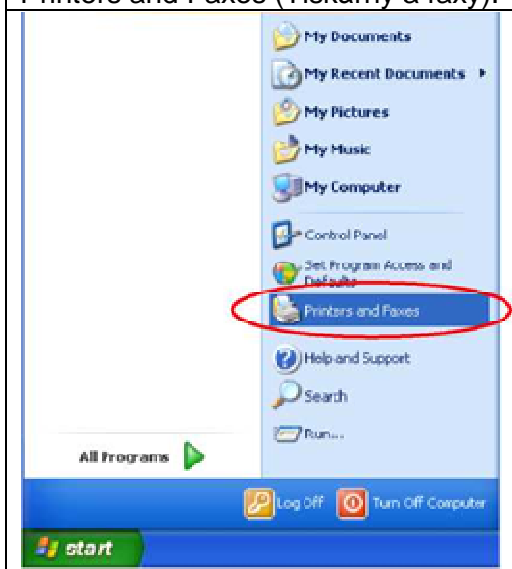 Printers and Faxes (Tiskárny a faxy).
My Documents
My Recent Documents
My Pictures
My Music
My Computer
Control Panel
Set Program Access and
Defaults
Printers and Faxes
Help and Support
Search
Run...
All Programs
Log Off
Turn Off Computer
start